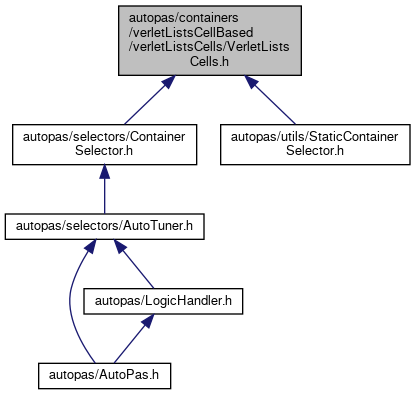 autopas/containers
/verletListsCellBased
/verletListsCells/VerletLists
Cells.h
autopas/selectors/Container
Selector.h
autopas/utils/StaticContainer
Selector.h
autopas/selectors/AutoTuner.h
autopas/LogicHandler.h
autopas/AutoPas.h